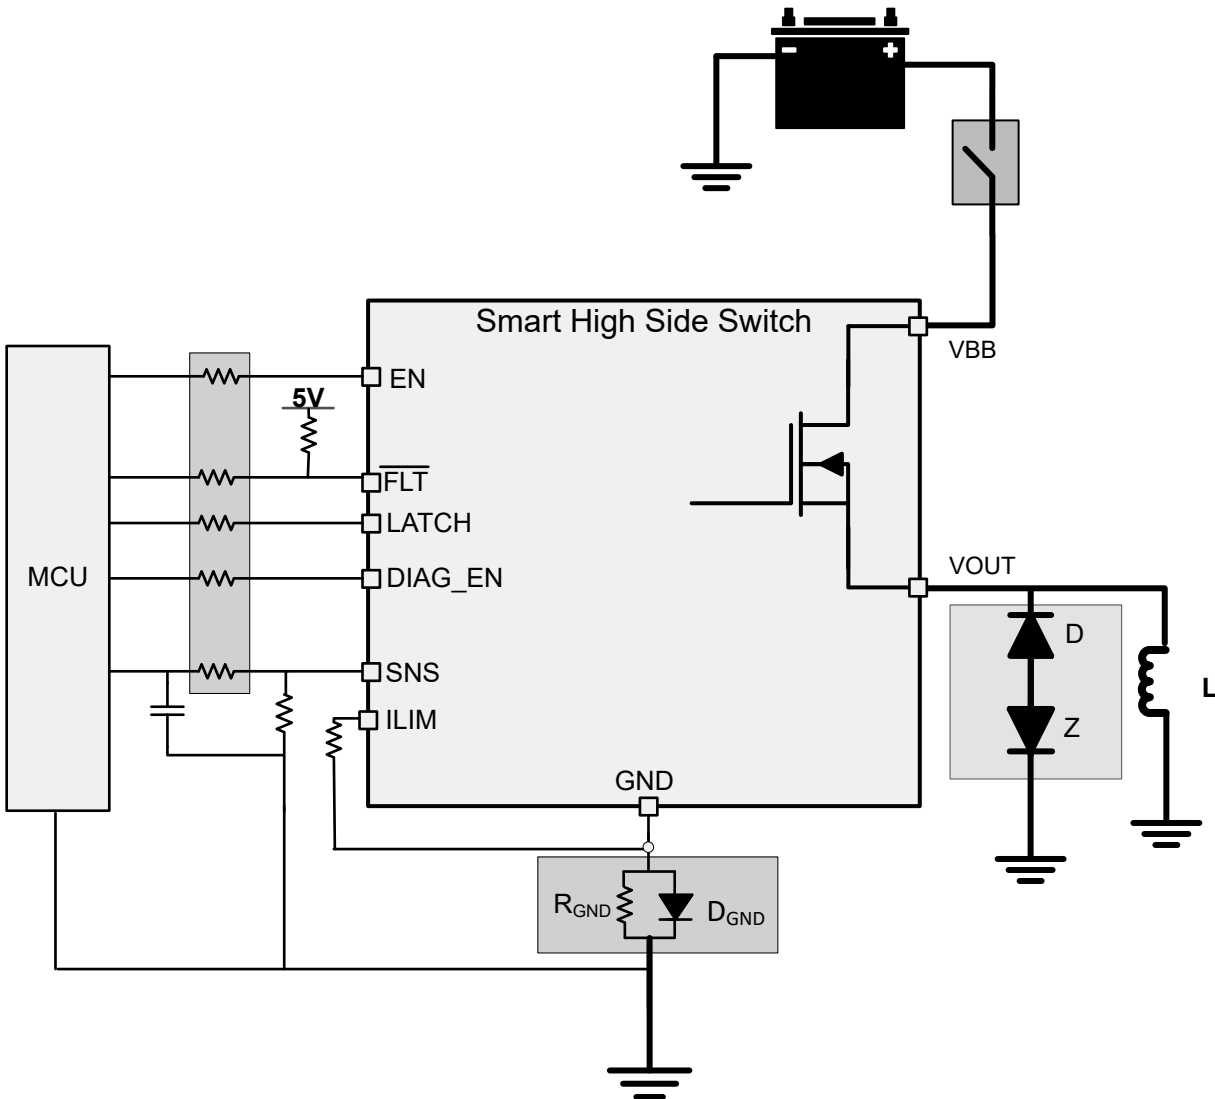 Smart High Side Switch
VBB
EN
5V
FLT
LATCH
MCU
DIAG_EN
VOUT
D
SNS
L
ILIM
Z
GND
RGND
DGND